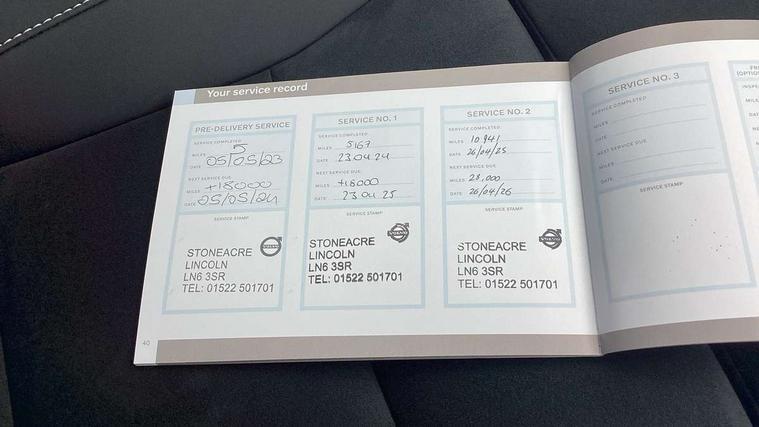 Your service record
PRE-DELIVERY SERVICE
SERVICE COMPLETED
MILES 5
DATE 05/05/23
NEXT SERVICE DUE
MILES +18000
DATE 05/05/24
SERVICE STAMP
STONEACRE
LINCOLN
LN6 3SR
TEL: 01522 501701
SERVICE NO. 1
SERVICE COMPLETED
MILES 5167
DATE 23 04 24
NEXT SERVICE DUE
MILES +18000
DATE 23 04 25
SERVICE STAMP
STONEACRE
LINCOLN
LN6 3SR
TEL: 01522 501701
SERVICE NO. 2
SERVICE COMPLETED
MILES 10941
DATE 26/04/25
NEXT SERVICE DUE
MILES 28,000
DATE 26/04/26
SERVICE STAMP
STONEACRE
LINCOLN
LN6 3SR
TEL: 01522 501701
SERVICE NO. 3
SERVICE COMPLETED
MILES
DATE
NEXT SERVICE DUE
MILES
DATE
SERVICE STAMP
40